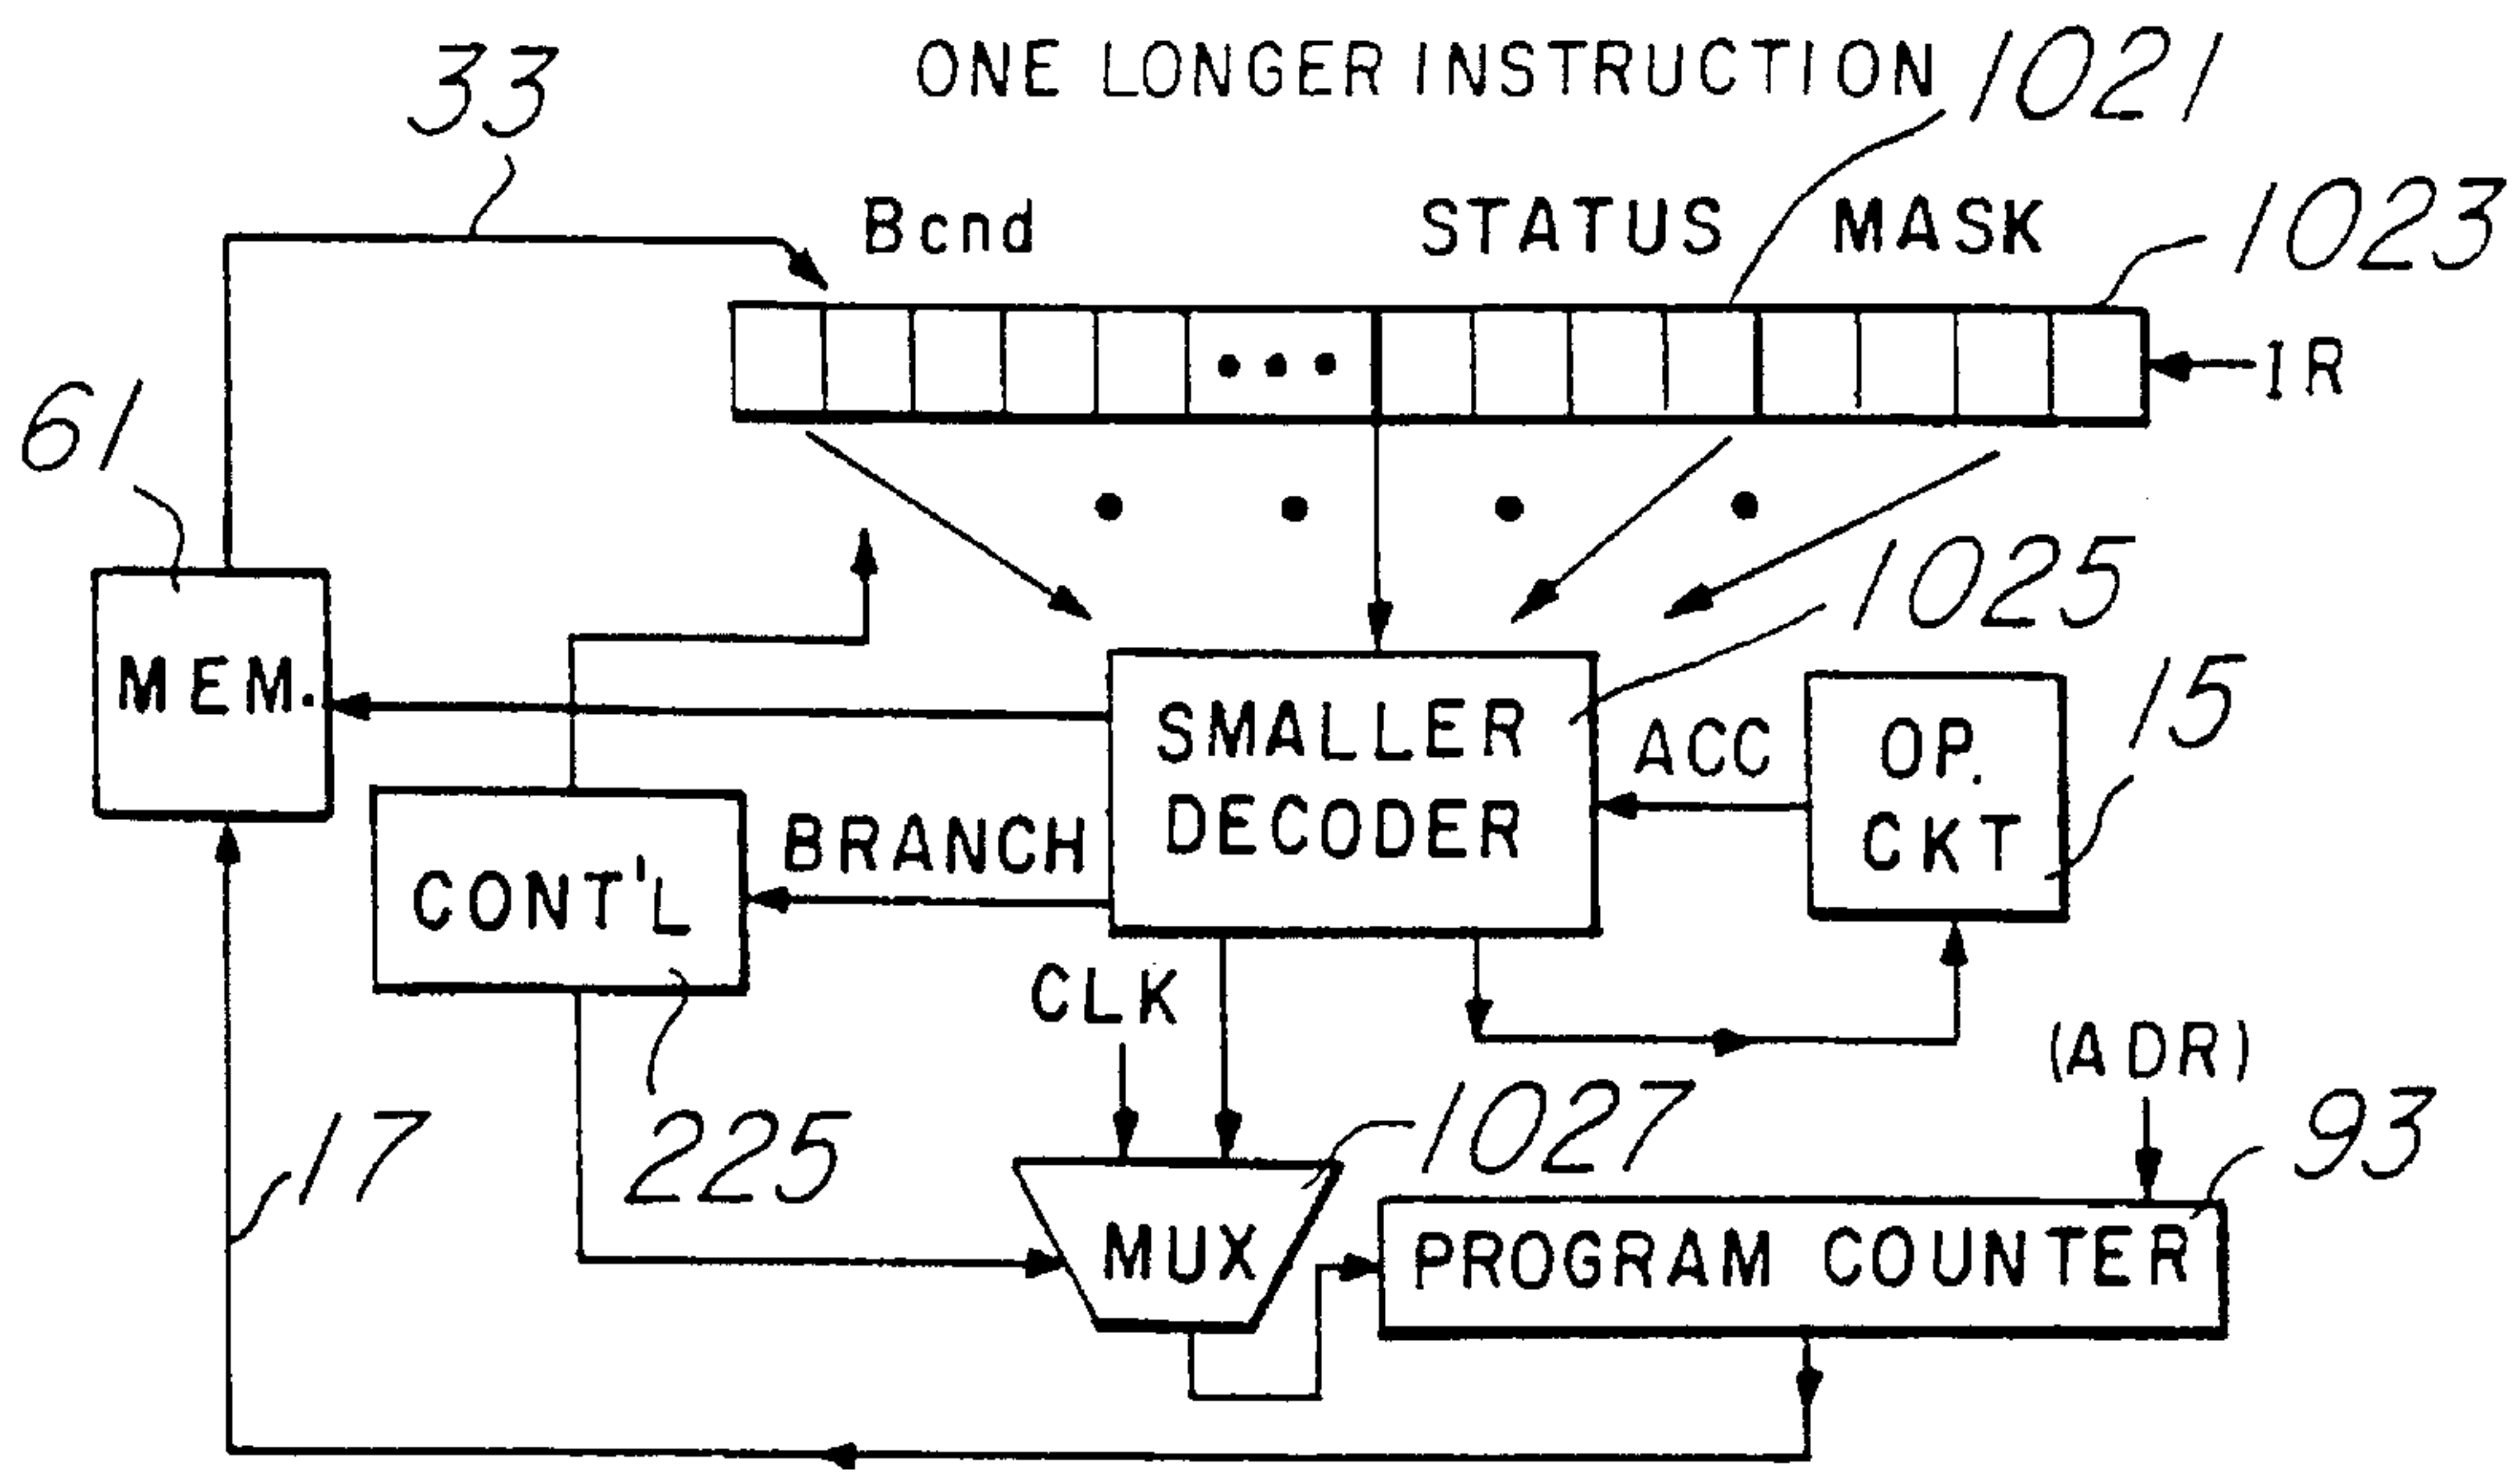 33
ONE LONGER INSTRUCTION
1021
Bcnd
STATUS MASK
1023
IR
61
1025
MEM.
SMALLER
DECODER
ACC
OP.
CKT
15
BRANCH
CONT'L
CLK
(ADR)
17
225
1027
93
MUX
PROGRAM COUNTER